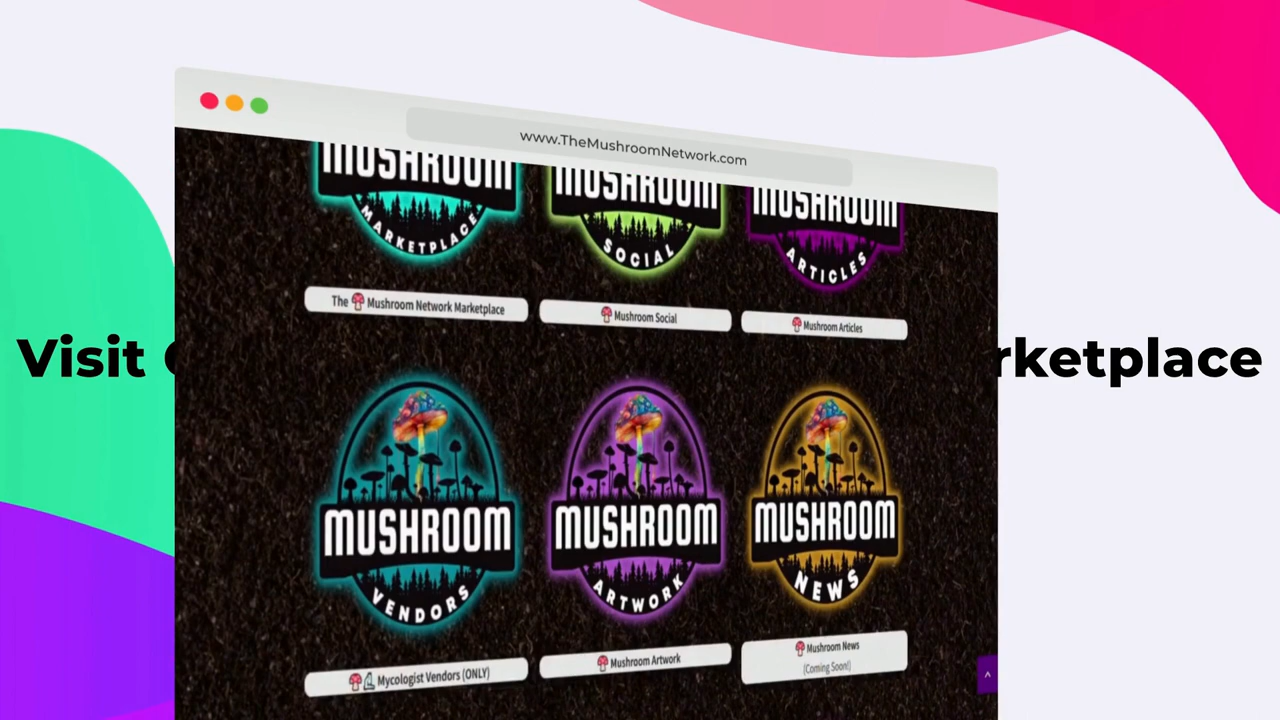 www.TheMushroomNetwork.com
MUSHROOM
MARKETPLACE
MUSHROOM
SOCIAL
MUSHROOM
ARTICLES
The Mushroom Network Marketplace
Mushroom Social
Mushroom Articles
Visit
rketplace
MUSHROOM
VENDORS
MUSHROOM
ARTWORK
MUSHROOM
NEWS
Mycologist Vendors (ONLY)
Mushroom Artwork
Mushroom News
(Coming Soon!)